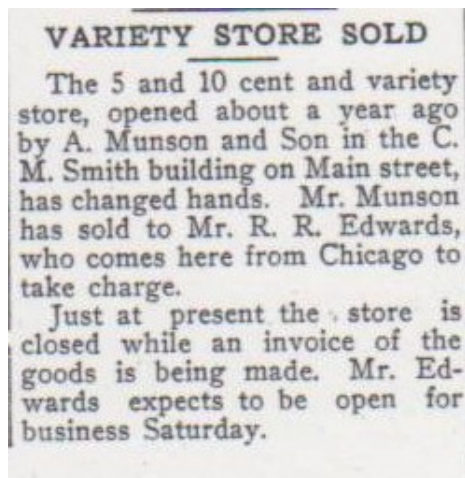 VARIETY STORE SOLD
The 5 and 10 cent and variety
store, opened about a year ago
by A. Munson and Son in the C.
M. Smith building on Main street,
has changed hands. Mr. Munson
has sold to Mr. R. R. Edwards,
who comes here from Chicago to
take charge.
Just at present the store is
closed while an invoice of the
goods is being made. Mr. Ed-
wards expects to be open for
business Saturday.